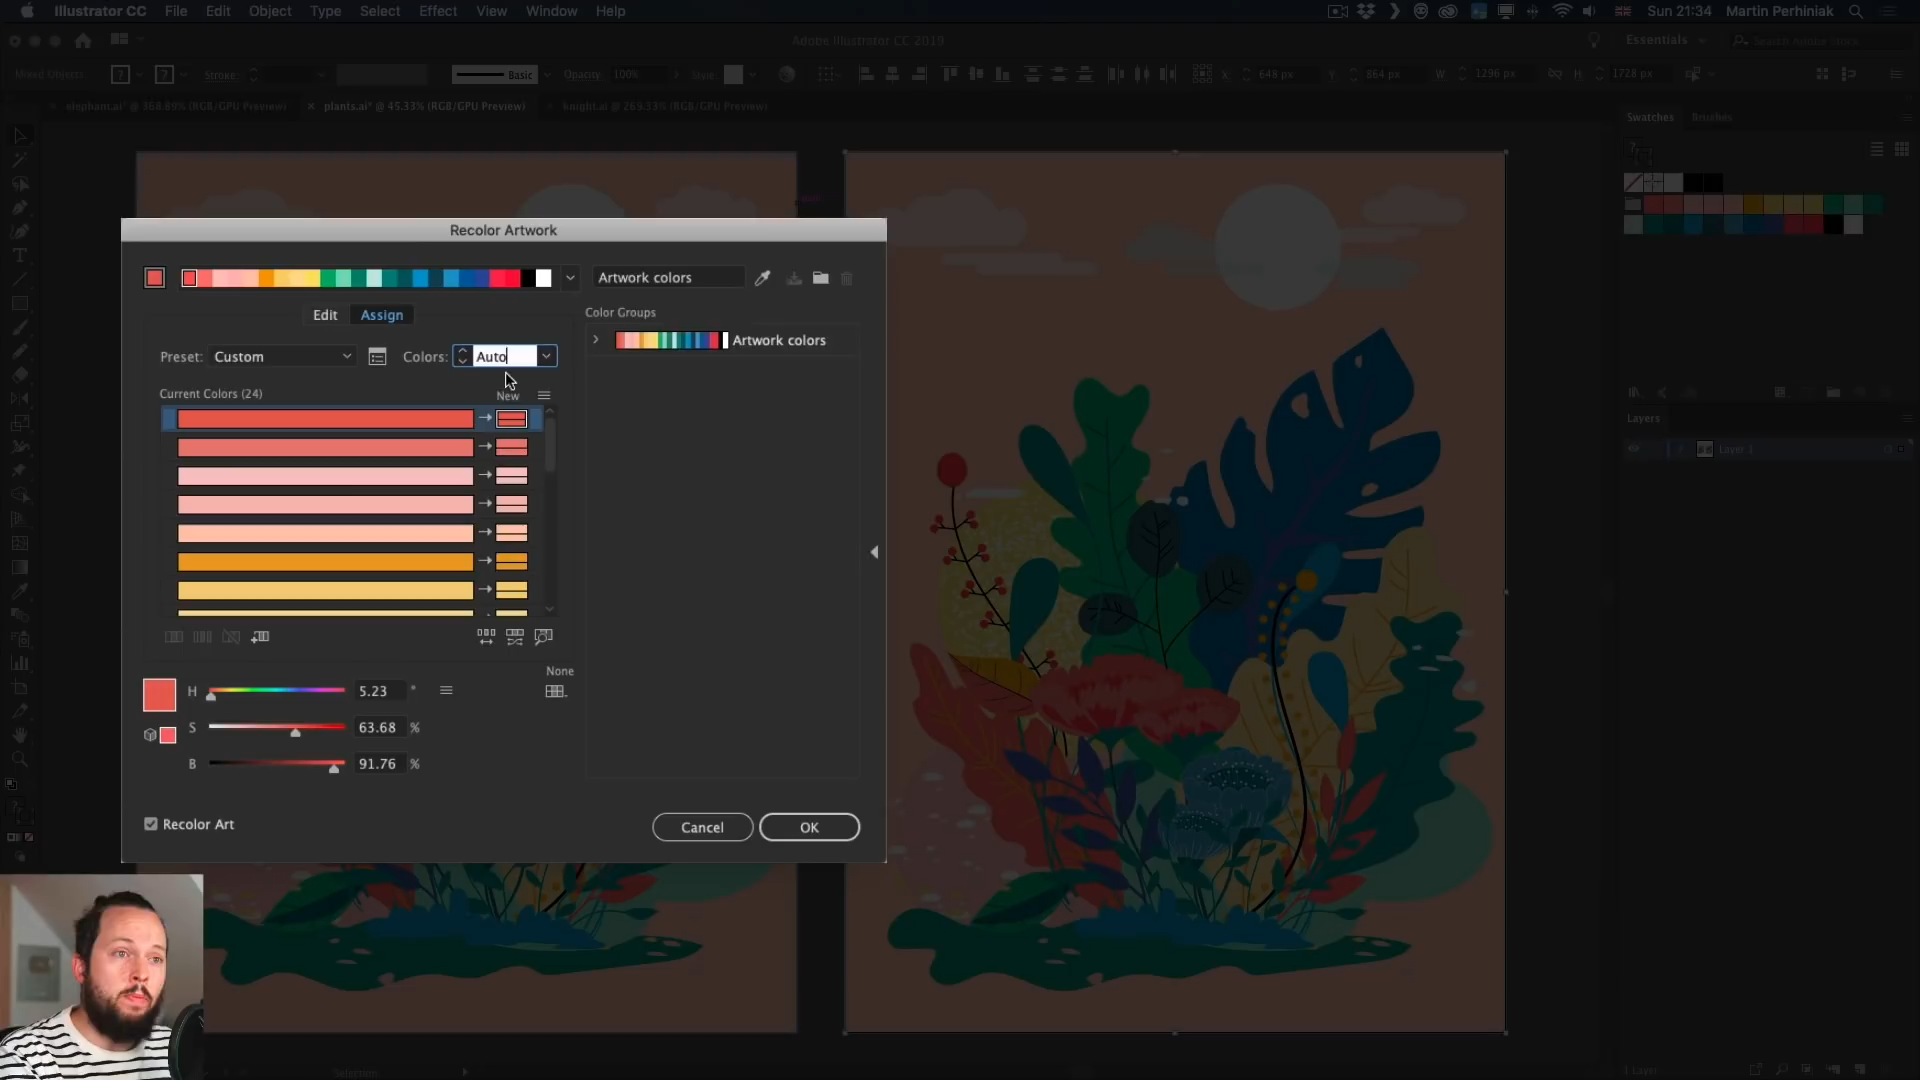 Illustrator CC File Edit Object Type Select Effect View Window Help Sun 21:34 Martin Perhiniak
Adobe Illustrator CC 2019 Essentials Search Adobe Stock
Mixed Objects Stroke: Basic Opacity: 100% Style: X: 648 px Y: 864 px W: 1296 px H: 1728 px
elephant.ai* @ 368.89% (RGB/GPU Preview) plants.ai* @ 45.33% (RGB/GPU Preview) knight.ai @ 269.33% (RGB/GPU Preview)
Swatches Brushes
Recolor Artwork
Artwork colors
Edit Assign
Color Groups
Artwork colors
Preset: Custom Colors: Auto
Current Colors (24) New
Layers
Layer 1
None
H 5.23 °
S 63.68 %
B 91.76 %
Recolor Art
Cancel OK
Selection
1 Layer